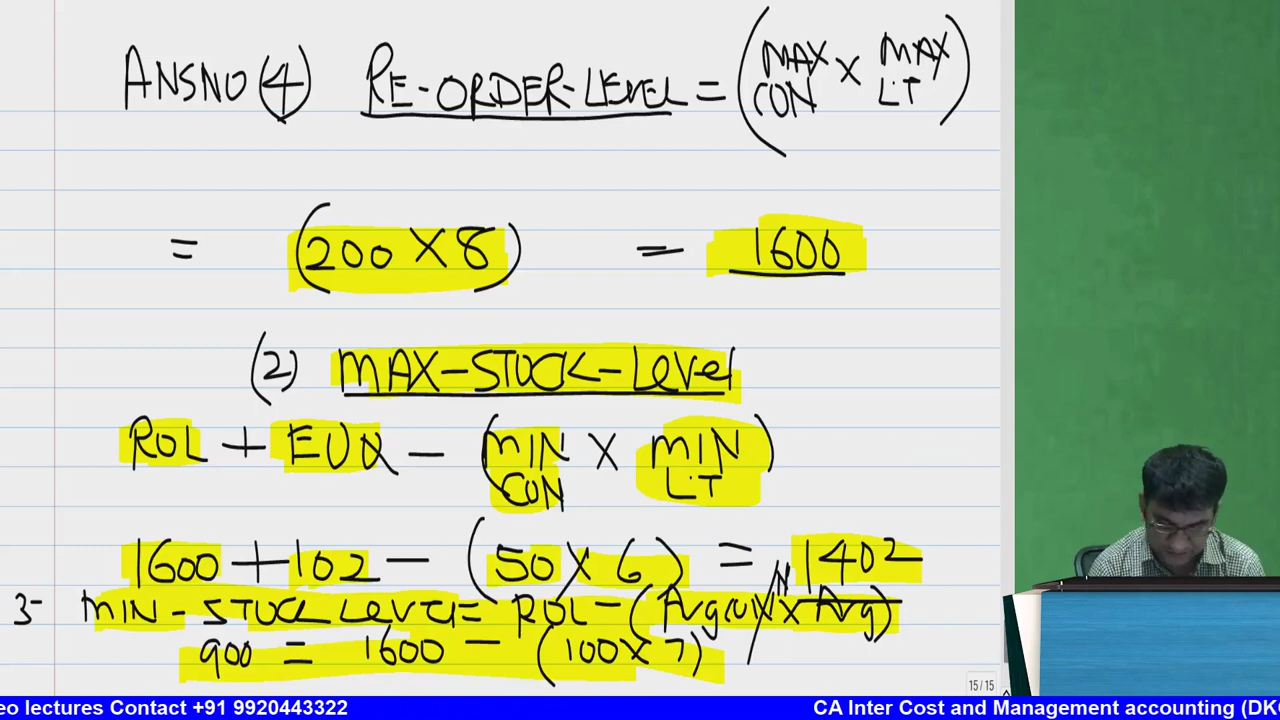 ANSNO (4) RE-ORDER-LEVEL = (MAX CON × MAX L.T)
= (200 × 8) = 1600
(2) MAX-STOCK-Level
ROL + EOQ - (MIN CON × MIN L.T)
1600 + 102 - (50 × 6) = 1402
3- MIN-STOCK Level = ROL - (Avg con × Avg)
900 = 1600 - (100 × 7)
15/15
eo lectures Contact +91 9920443322
CA Inter Cost and Management accounting (DK